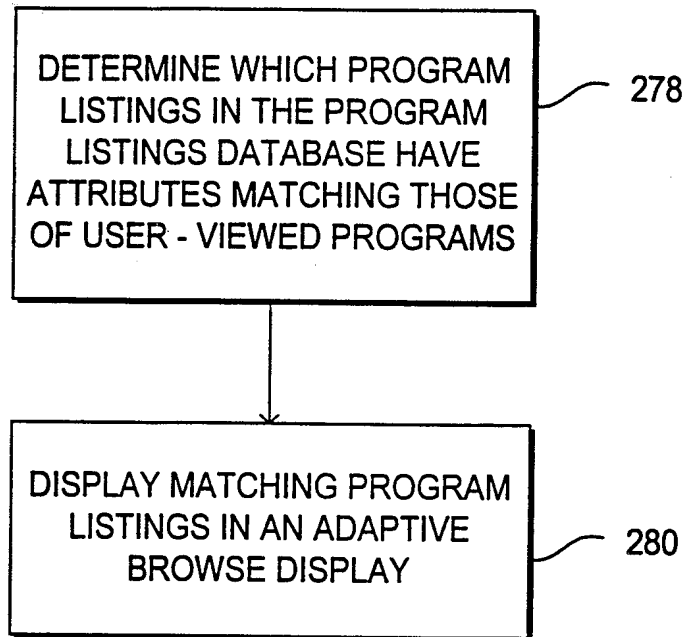 DETERMINE WHICH PROGRAM
LISTINGS IN THE PROGRAM
LISTINGS DATABASE HAVE
ATTRIBUTES MATCHING THOSE
OF USER - VIEWED PROGRAMS
278
DISPLAY MATCHING PROGRAM
LISTINGS IN AN ADAPTIVE
BROWSE DISPLAY
280